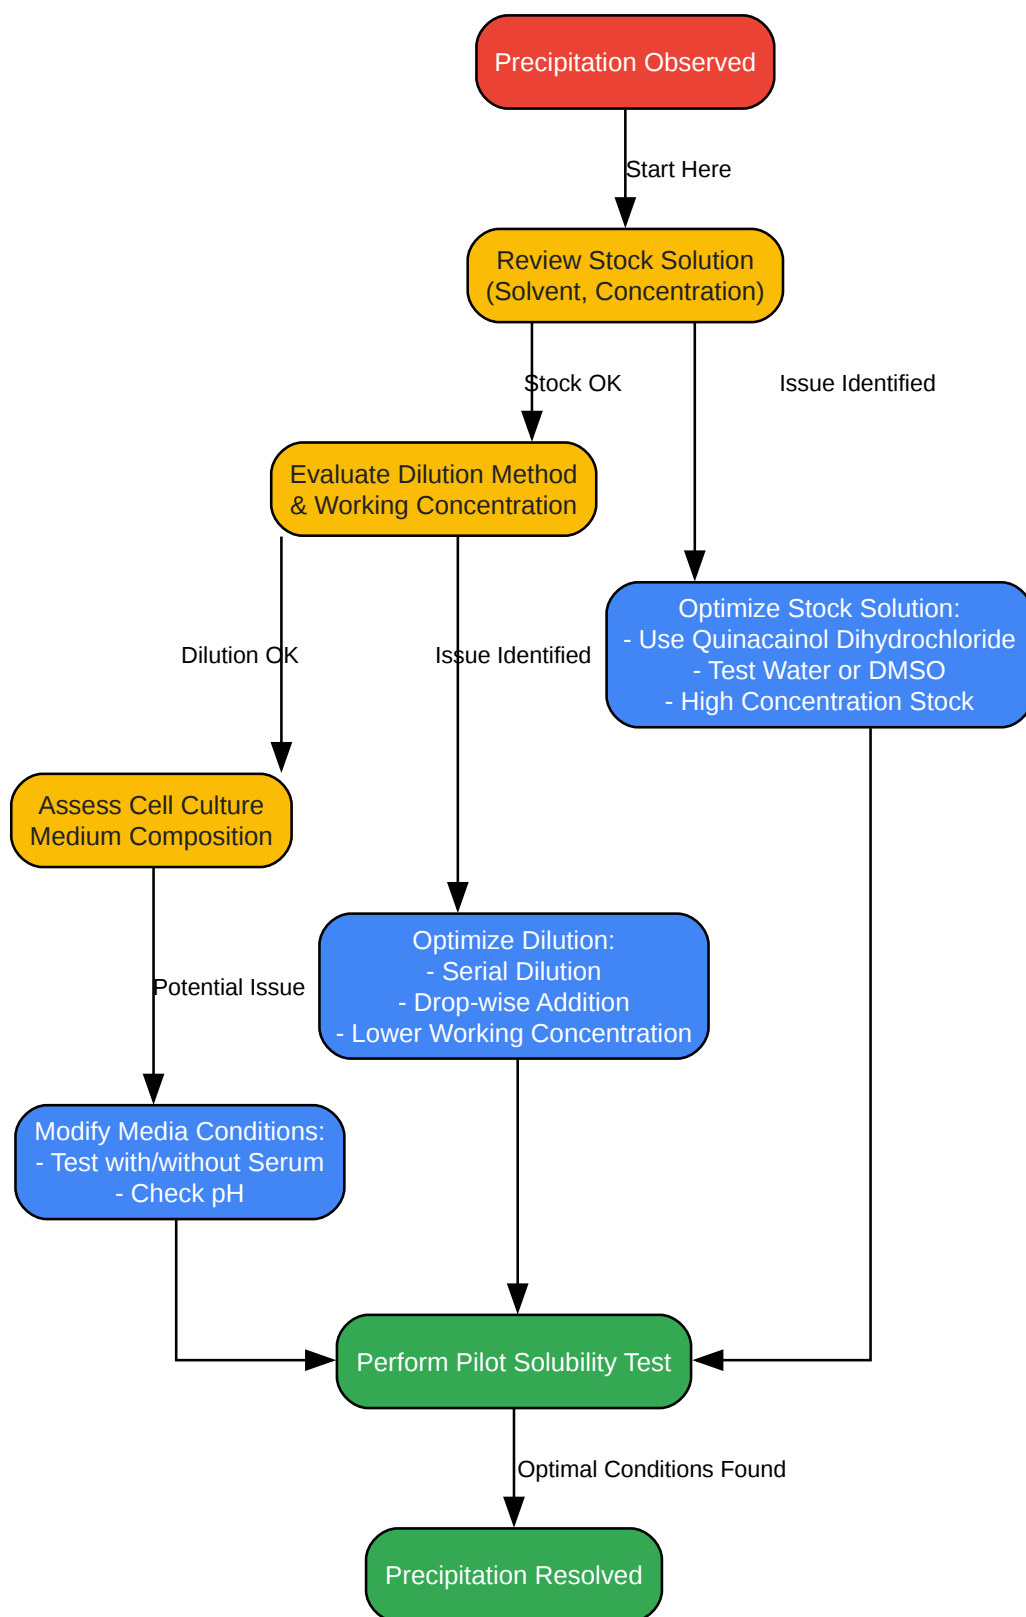 Precipitation Observed
Start Here
Review Stock Solution
(Solvent, Concentration)
Stock OK
Issue Identified
Evaluate Dilution Method
& Working Concentration
Optimize Stock Solution:
- Use Quinacainol Dihydrochloride
- Test Water or DMSO
- High Concentration Stock
Dilution OK
Issue Identified
Assess Cell Culture
Medium Composition
Optimize Dilution:
- Serial Dilution
- Drop-wise Addition
- Lower Working Concentration
Potential Issue
Modify Media Conditions:
- Test with/without Serum
- Check pH
Perform Pilot Solubility Test
Optimal Conditions Found
Precipitation Resolved